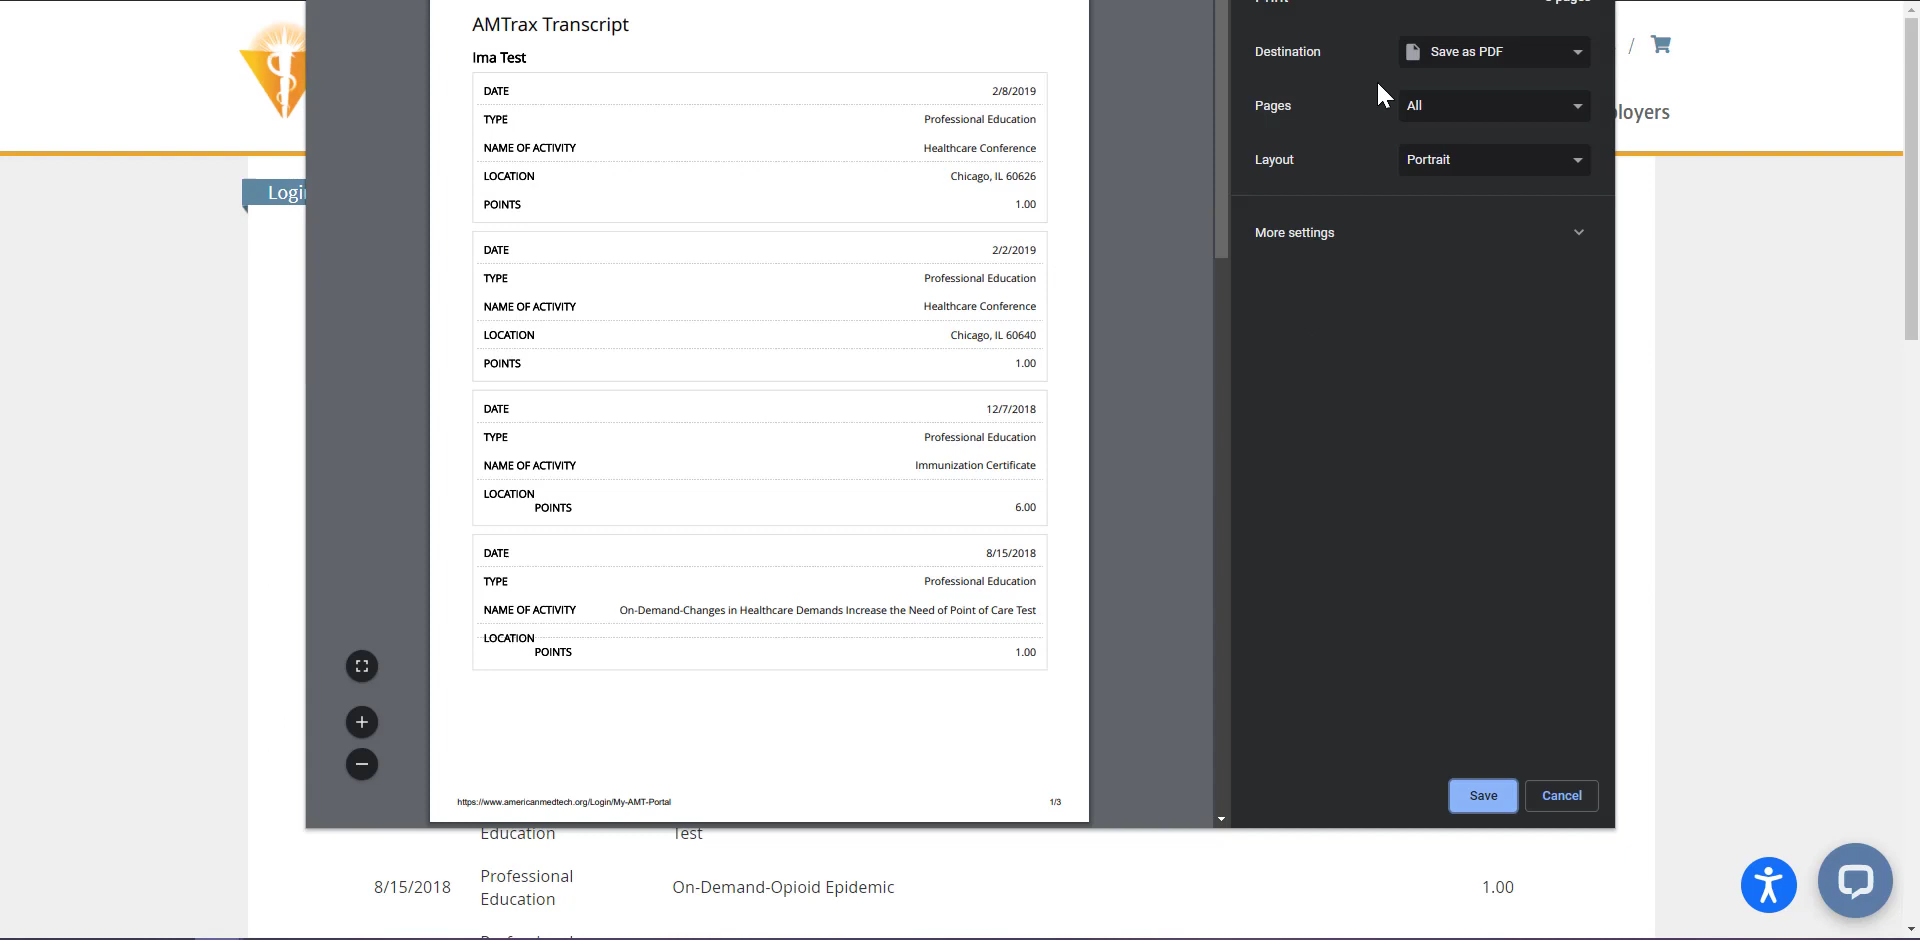 AMTrax Transcript
Ima Test
DATE 2/8/2019
TYPE Professional Education
NAME OF ACTIVITY Healthcare Conference
LOCATION Chicago, IL 60626
POINTS 1.00
DATE 2/2/2019
TYPE Professional Education
NAME OF ACTIVITY Healthcare Conference
LOCATION Chicago, IL 60640
POINTS 1.00
DATE 12/7/2018
TYPE Professional Education
NAME OF ACTIVITY Immunization Certificate
LOCATION
POINTS 6.00
DATE 8/15/2018
TYPE Professional Education
NAME OF ACTIVITY On-Demand-Changes in Healthcare Demands Increase the Need of Point of Care Test
LOCATION
POINTS 1.00
https://www.americanmedtech.org/Login/My-AMT-Portal 1/3
Destination Save as PDF
Pages All
Layout Portrait
More settings
Save Cancel
/
ployers
Login
Education Test
8/15/2018 Professional Education On-Demand-Opioid Epidemic 1.00